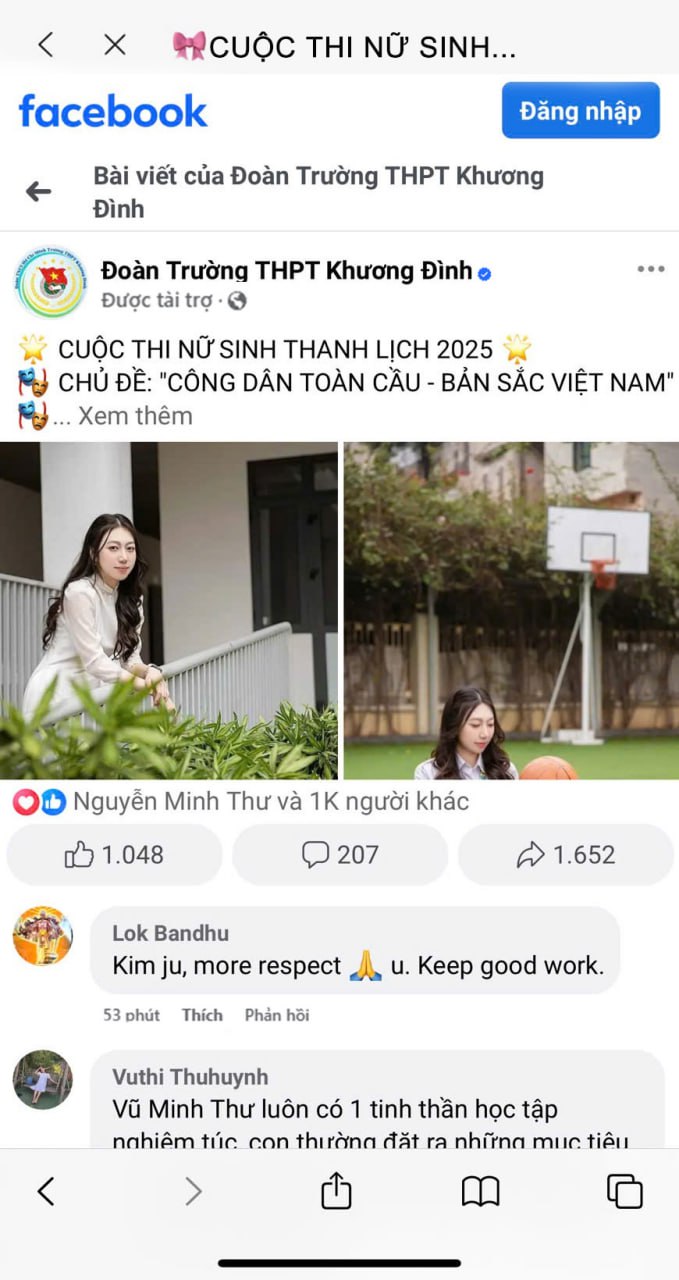 🎀CUỘC THI NỮ SINH...
facebook
Đăng nhập
Bài viết của Đoàn Trường THPT Khương
Đình
Đoàn Trường THPT Khương Đình
Được tài trợ ·
🌟 CUỘC THI NỮ SINH THANH LỊCH 2025 🌟
🎭 CHỦ ĐỀ: "CÔNG DÂN TOÀN CẦU - BẢN SẮC VIỆT NAM"
🎭... Xem thêm
Nguyễn Minh Thư và 1K người khác
1.048
207
1.652
Lok Bandhu
Kim ju, more respect 🙏 u. Keep good work.
53 phút Thích Phản hồi
Vuthi Thuhuynh
Vũ Minh Thư luôn có 1 tinh thần học tập
nghiêm túc, con thường đặt ra những mục tiêu